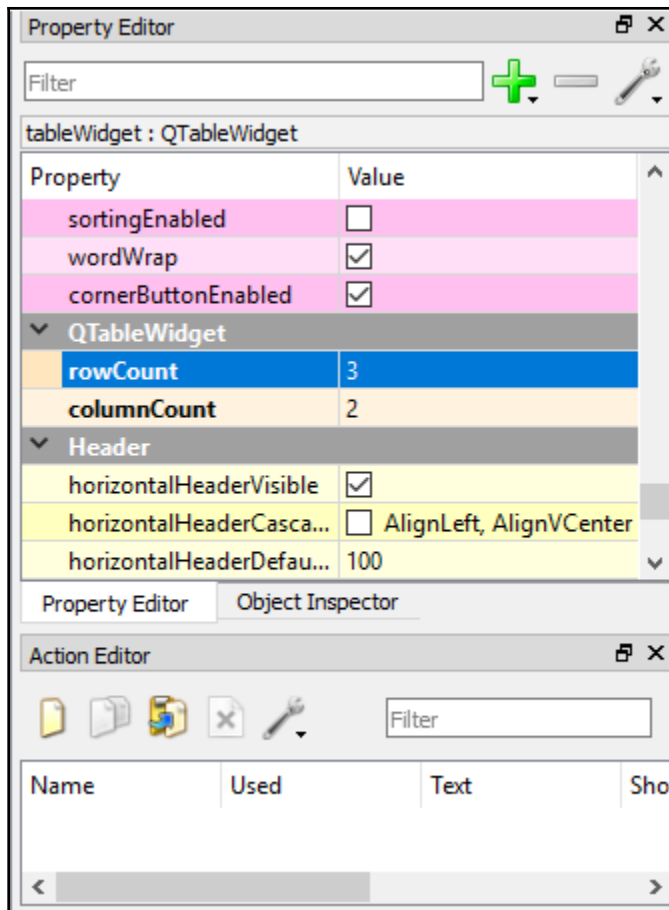 Property Editor
Filter
tableWidget : QTableWidget
Property Value
sortingEnabled
wordWrap
cornerButtonEnabled
QTableWidget
rowCount 3
columnCount 2
Header
horizontalHeaderVisible
horizontalHeaderCasca... AlignLeft, AlignVCenter
horizontalHeaderDefau... 100
Property Editor Object Inspector
Action Editor
Filter
Name Used Text Sho